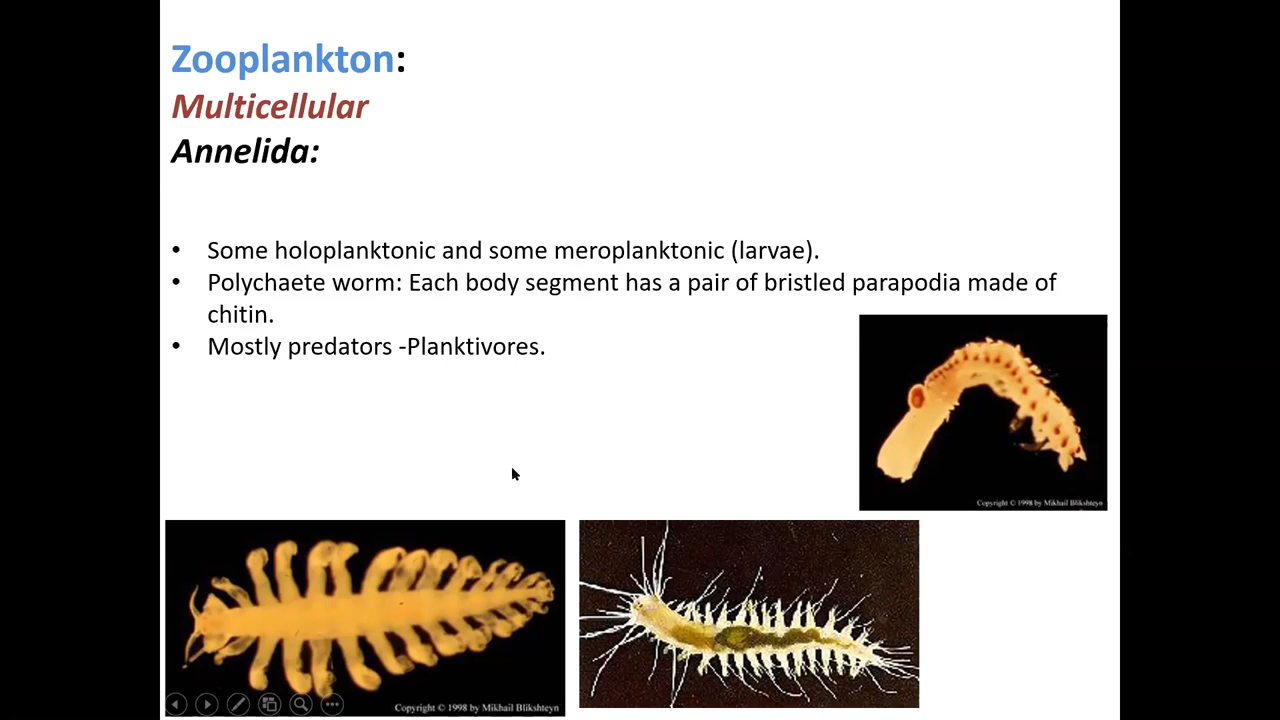 Zooplankton:
Multicellular
Annelida:
• Some holoplanktonic and some meroplanktonic (larvae).
• Polychaete worm: Each body segment has a pair of bristled parapodia made of
chitin.
• Mostly predators -Planktivores.
Copyright © 1998 by Mikhail Blikshteyn
Copyright © 1998 by Mikhail Blikshteyn